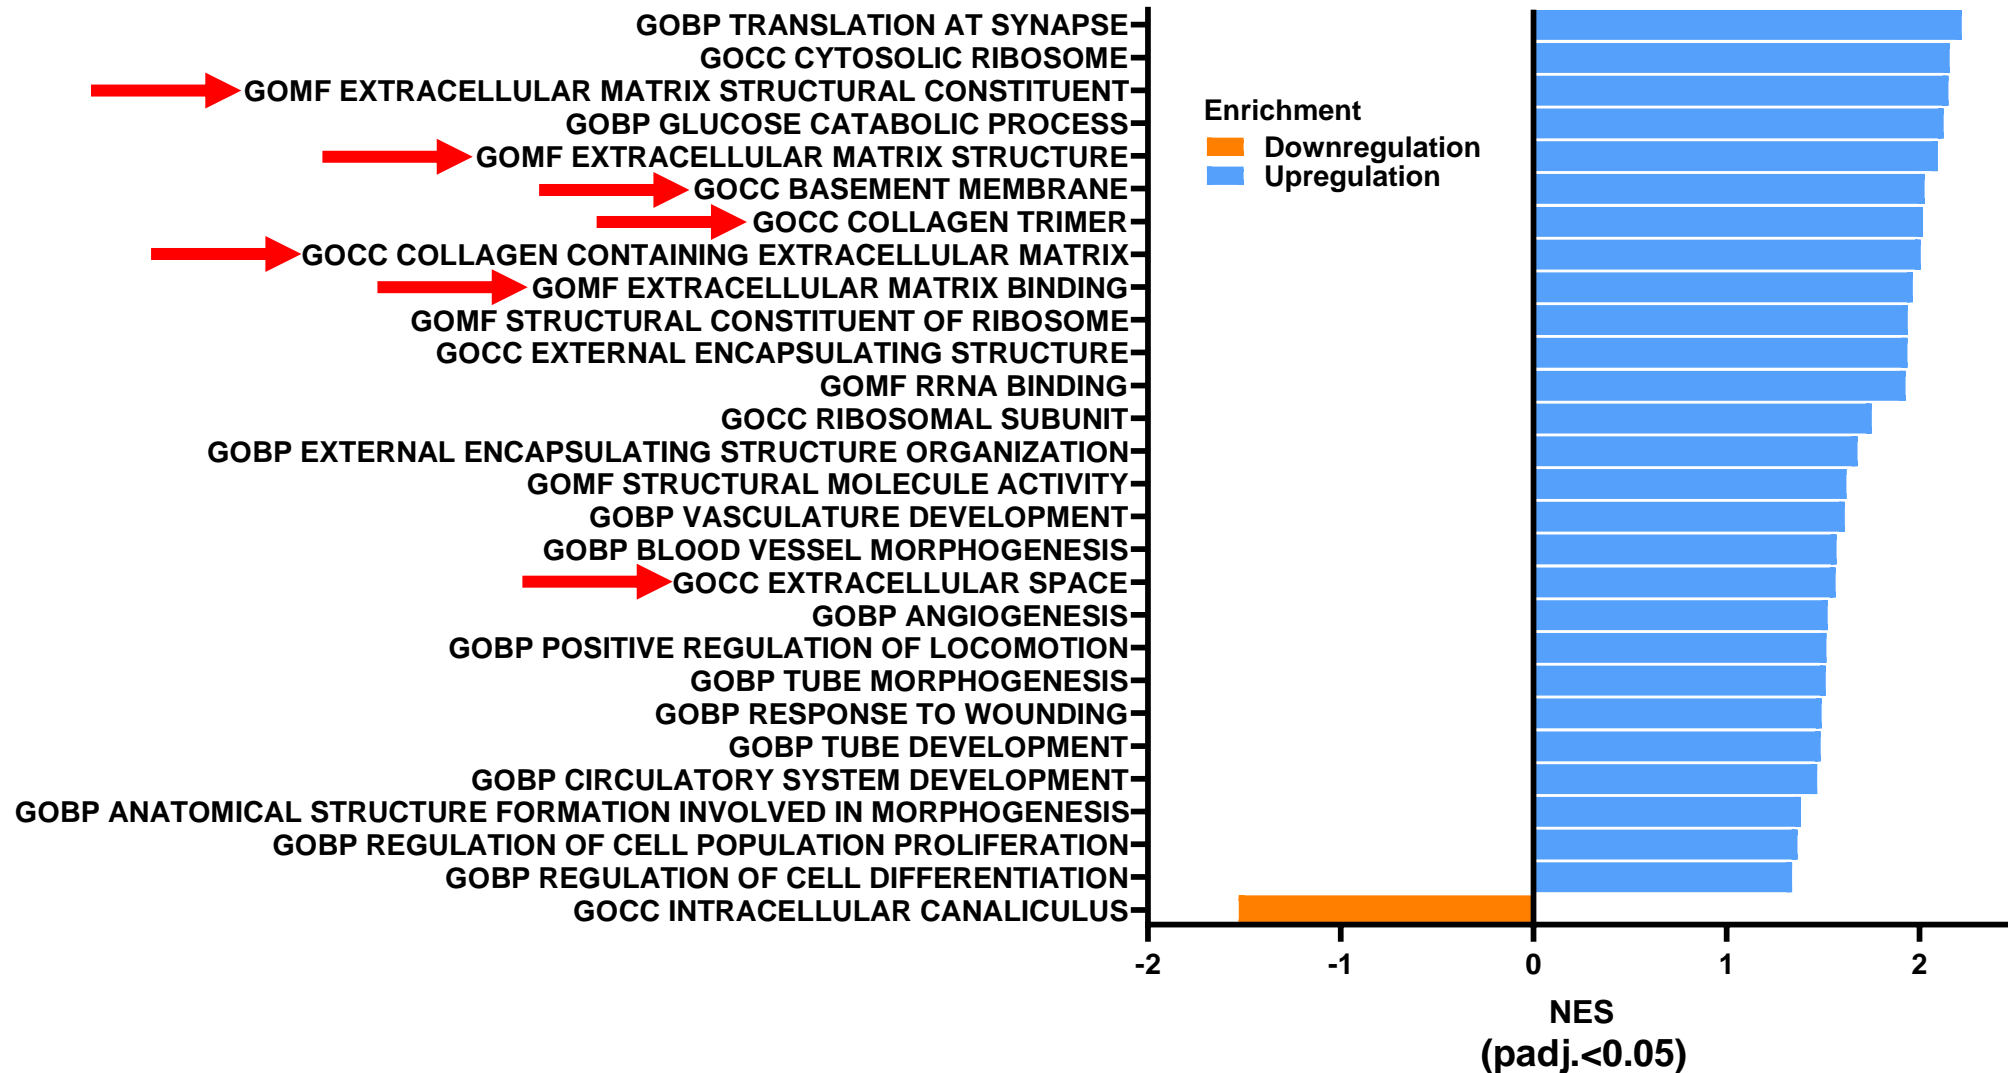 GOBP TRANSLATION AT SYNAPSE
GOCC CYTOSOLIC RIBOSOME
GOMF EXTRACELLULAR MATRIX STRUCTURAL CONSTITUENT
GOBP GLUCOSE CATABOLIC PROCESS
GOMF EXTRACELLULAR MATRIX STRUCTURE
GOCC BASEMENT MEMBRANE
GOCC COLLAGEN TRIMER
GOCC COLLAGEN CONTAINING EXTRACELLULAR MATRIX
GOMF EXTRACELLULAR MATRIX BINDING
GOMF STRUCTURAL CONSTITUENT OF RIBOSOME
GOCC EXTERNAL ENCAPSULATING STRUCTURE
GOMF RRNA BINDING
GOCC RIBOSOMAL SUBUNIT
GOBP EXTERNAL ENCAPSULATING STRUCTURE ORGANIZATION
GOMF STRUCTURAL MOLECULE ACTIVITY
GOBP VASCULATURE DEVELOPMENT
GOBP BLOOD VESSEL MORPHOGENESIS
GOCC EXTRACELLULAR SPACE
GOBP ANGIOGENESIS
GOBP POSITIVE REGULATION OF LOCOMOTION
GOBP TUBE MORPHOGENESIS
GOBP RESPONSE TO WOUNDING
GOBP TUBE DEVELOPMENT
GOBP CIRCULATORY SYSTEM DEVELOPMENT
GOBP ANATOMICAL STRUCTURE FORMATION INVOLVED IN MORPHOGENESIS
GOBP REGULATION OF CELL POPULATION PROLIFERATION
GOBP REGULATION OF CELL DIFFERENTIATION
GOCC INTRACELLULAR CANALICULUS
Enrichment
Downregulation
Upregulation
-2 -1 0 1 2
NES
(padj.<0.05)